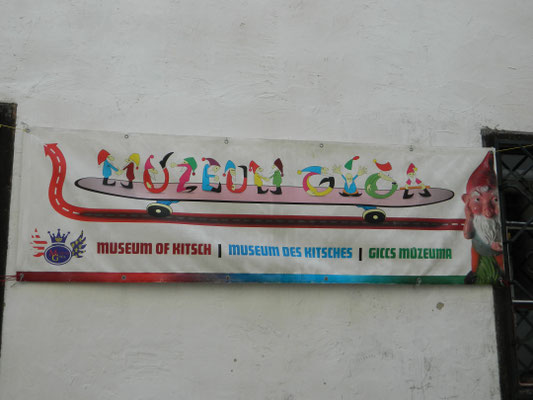 MÚZEUM GÝČA
MUSEUM OF KITSCH | MUSEUM DES KITSCHES | GICCS MÚZEUMA